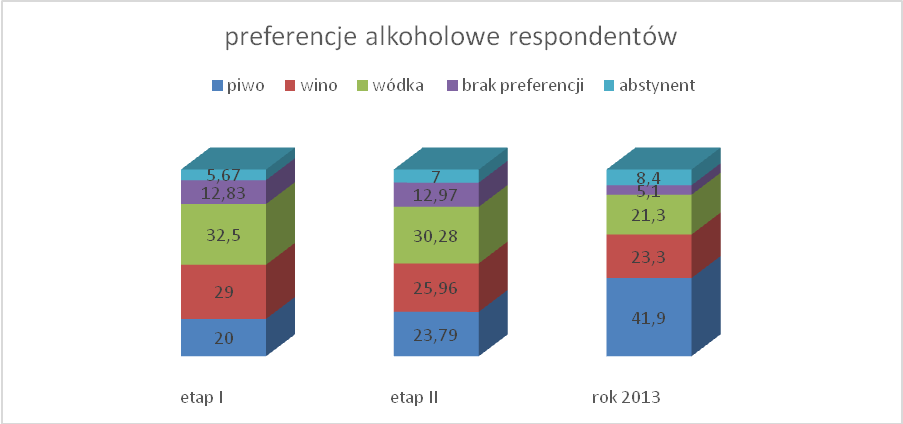 preferencje alkoholowe respondentów
piwo wino wódka brak preferencji abstynent
5,67 7 8,4
12,83 12,97 5,1
32,5 30,28 21,3
29 25,96 23,3
20 23,79 41,9
etap I etap II rok 2013